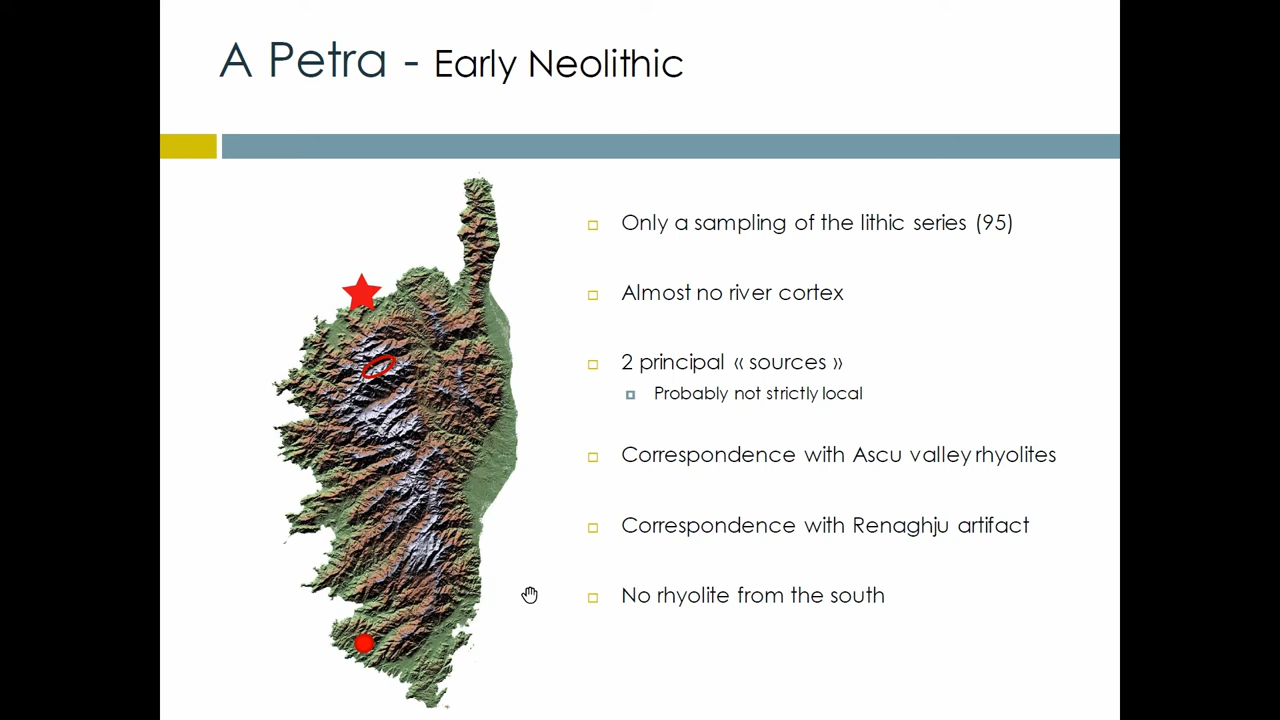 A Petra - Early Neolithic
Only a sampling of the lithic series (95)
Almost no river cortex
2 principal « sources »
Probably not strictly local
Correspondence with Ascu valley rhyolites
Correspondence with Renaghju artifact
No rhyolite from the south